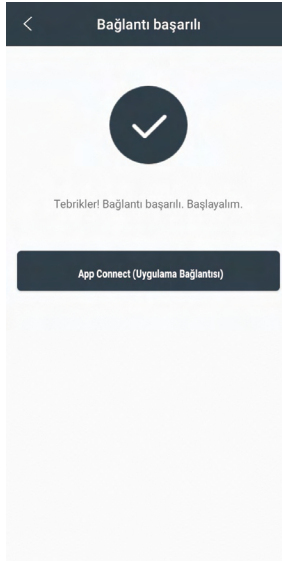 Bağlantı başarılı
Tebrikler! Bağlantı başarılı. Başlayalım.
App Connect (Uygulama Bağlantısı)